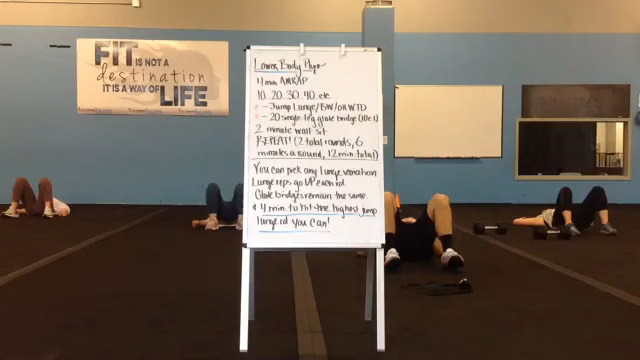 FIT IS NOT A
destination
IT IS A WAY OF LIFE
Lower Body Plyo
4 min. AMRAP
10, 20, 30, 40, etc.
- Jump Lunge/BW/OR WTD
- 20 single leg glute bridge (10e.)
2 minute wall sit
REPEAT! (2 total rounds, 6
minutes a round, 12 min. total)
You can pick any lunge variation
Lunge reps go UP each rd.
Glute bridges remain the same.
* 4 min. to hit the highest jump
lunge rd you can!